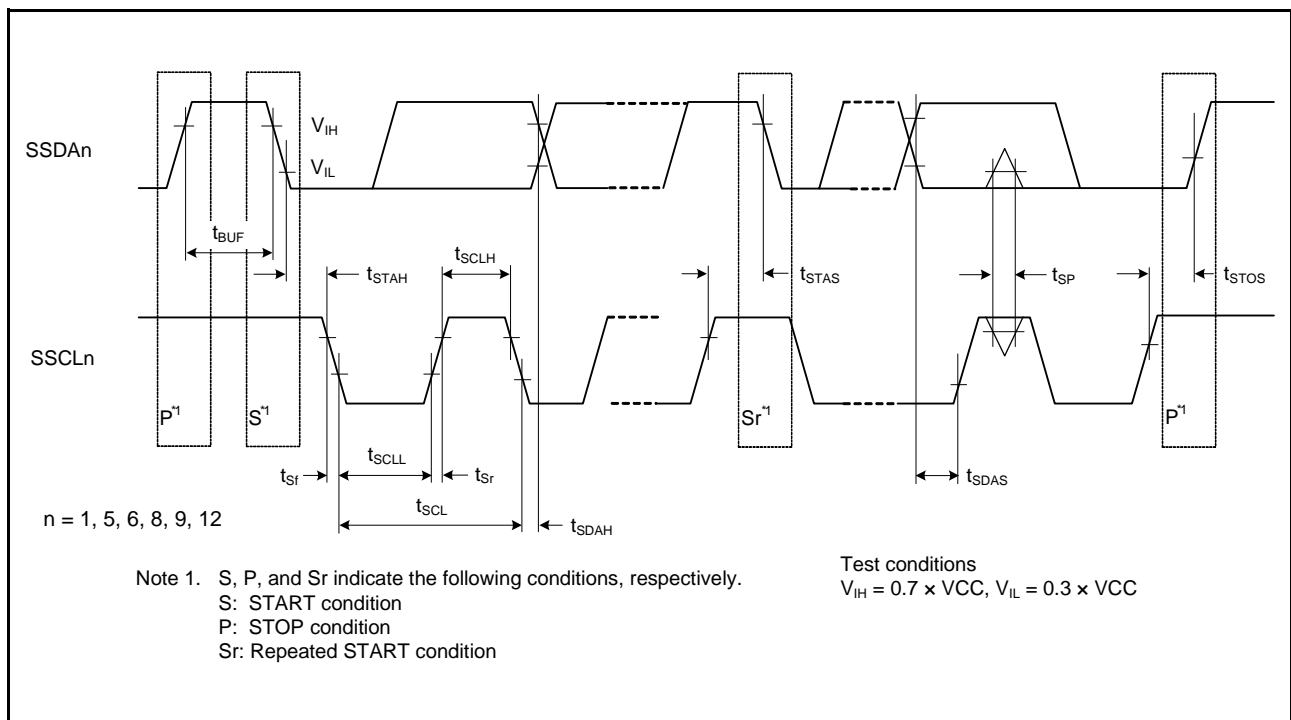 SSDAn
VIH
VIL
tBUF
tSTAH
tSCLH
tSTAS
tSP
tSTOS
SSCLn
P*1
S*1
Sr*1
P*1
tSf
tSCLL
tSr
tSDAS
tSCL
tSDAH
n = 1, 5, 6, 8, 9, 12
Note 1. S, P, and Sr indicate the following conditions, respectively.
S: START condition
P: STOP condition
Sr: Repeated START condition
Test conditions
VIH = 0.7 × VCC, VIL = 0.3 × VCC